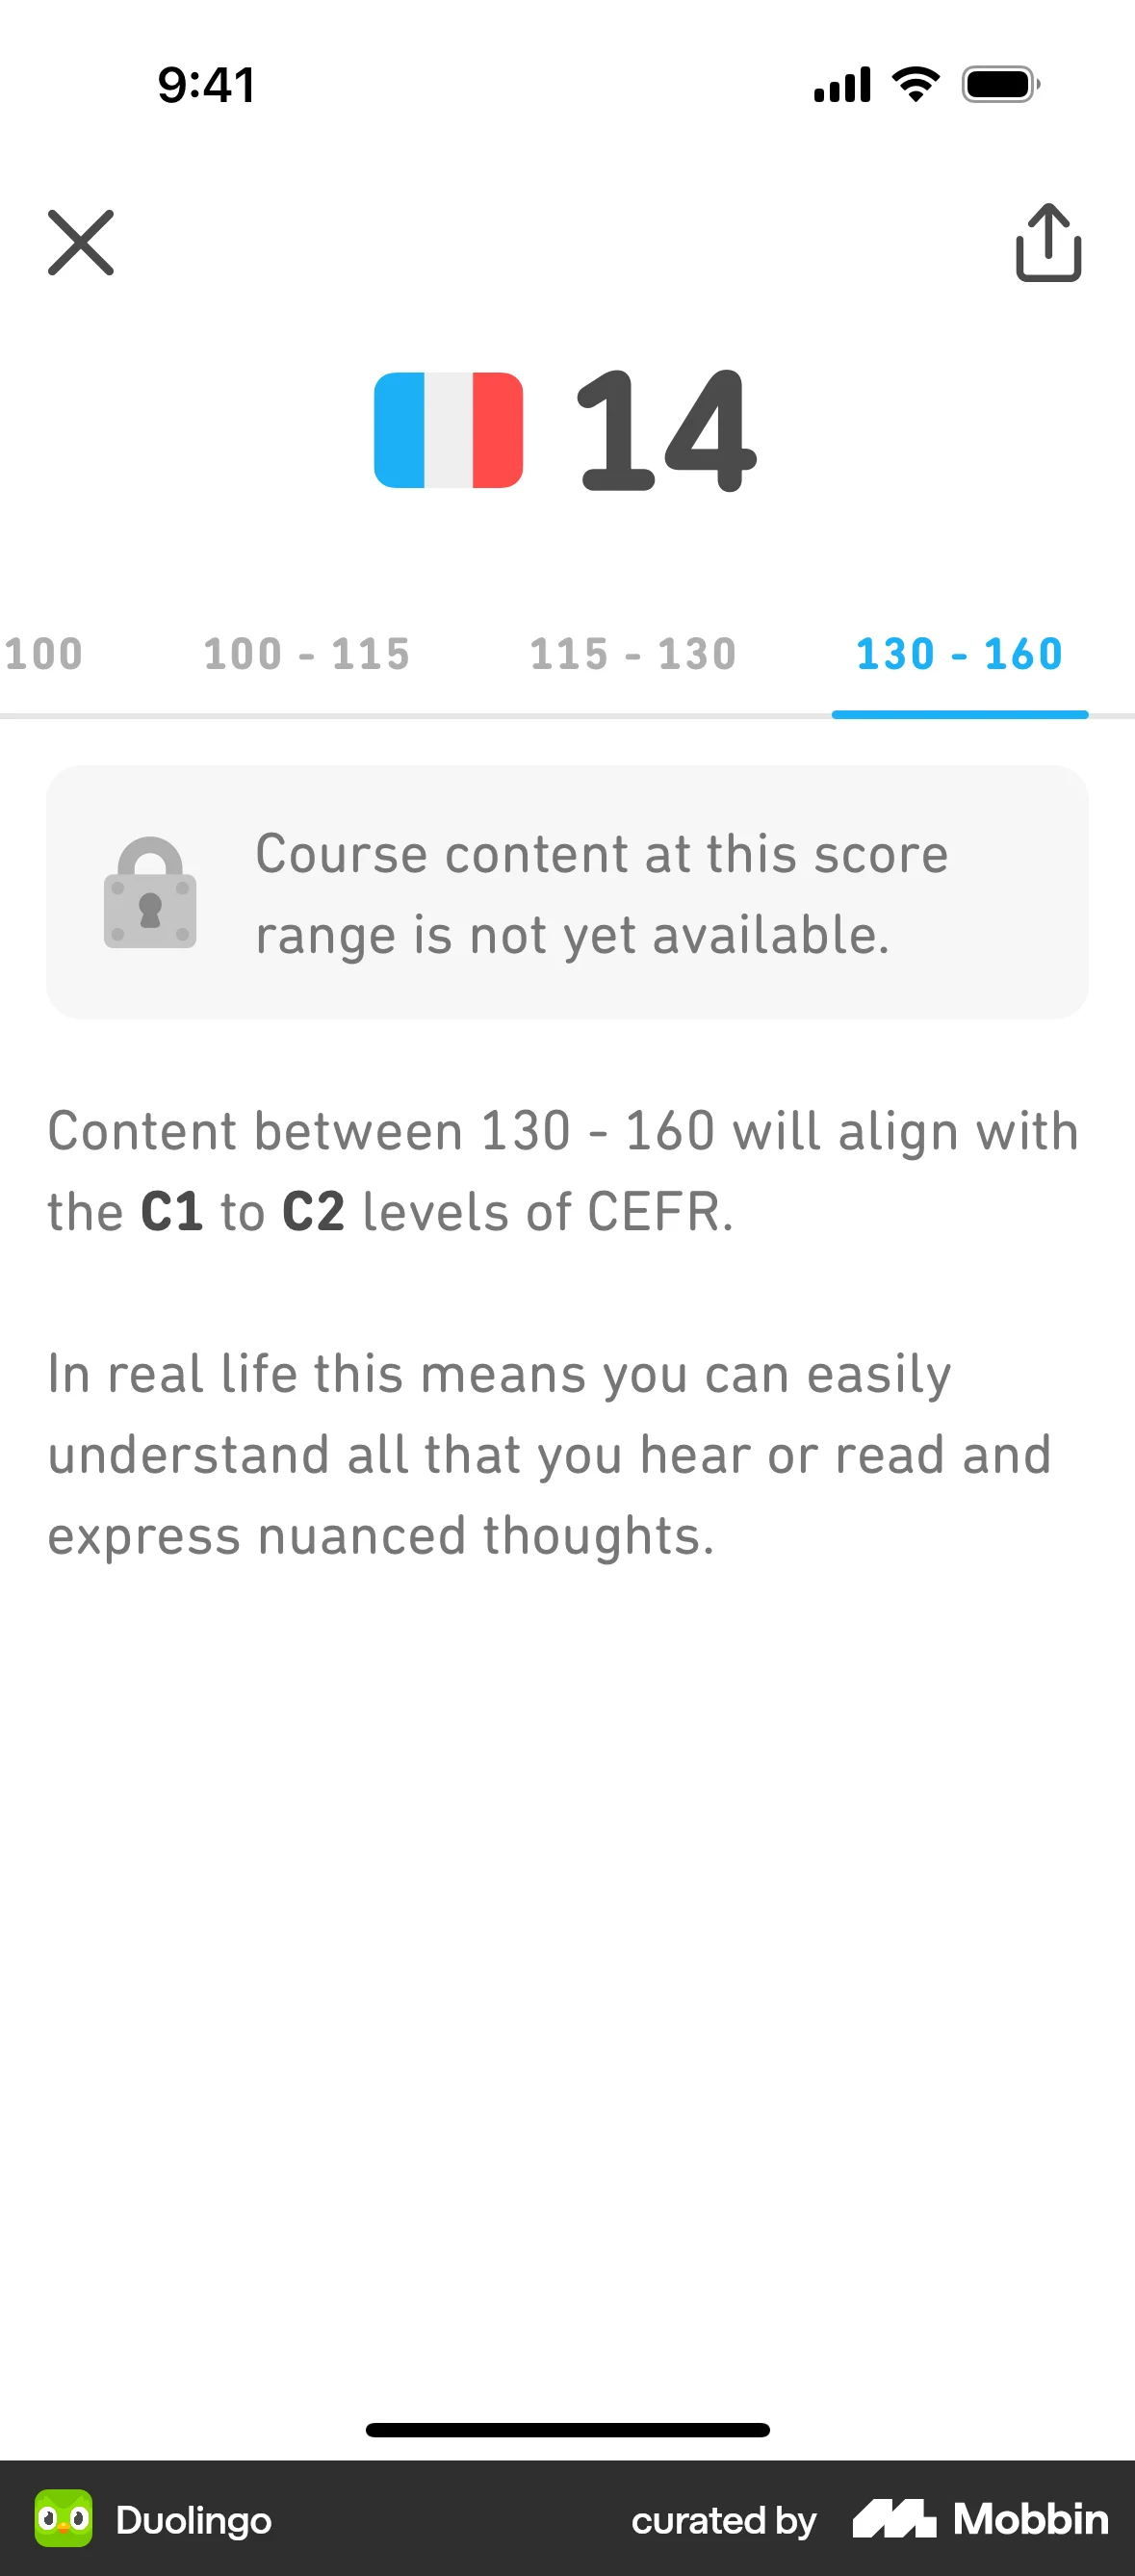 9:41
14
100 100 - 115 115 - 130 130 - 160
Course content at this score
range is not yet available.
Content between 130 - 160 will align with
the C1 to C2 levels of CEFR.
In real life this means you can easily
understand all that you hear or read and
express nuanced thoughts.
Duolingo curated by Mobbin